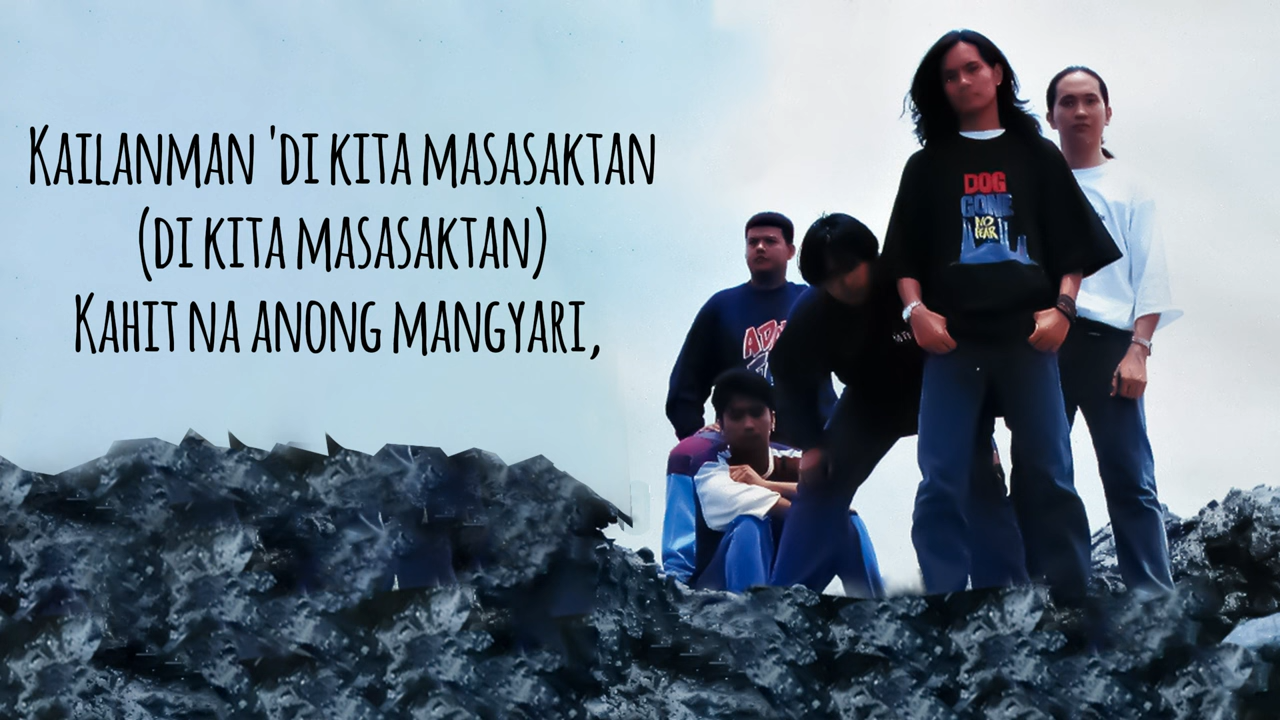 KAILANMAN 'DI KITA MASASAKTAN
(DI KITA MASASAKTAN)
KAHIT NA ANONG MANGYARI,
DOG
GONE
NO
FEAR